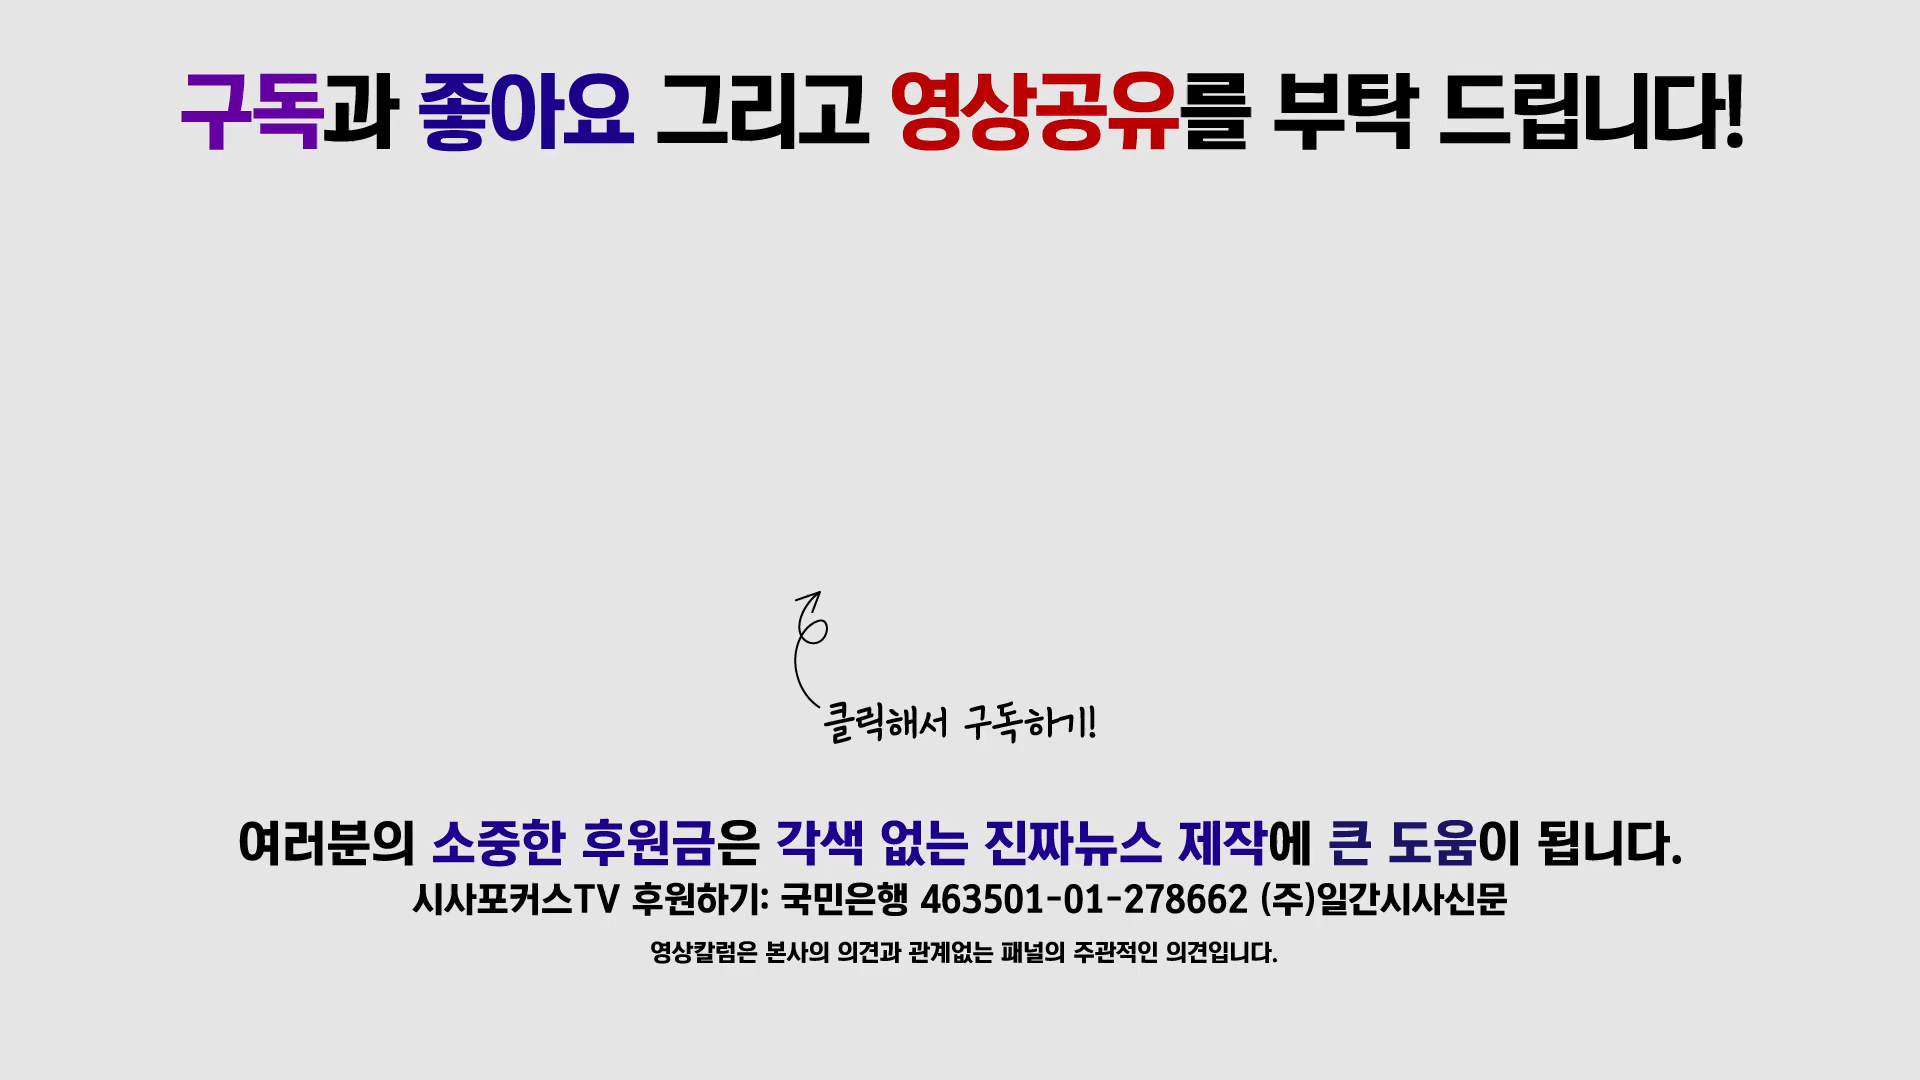 구독과 좋아요 그리고 영상공유를 부탁 드립니다!
클릭해서 구독하기!
여러분의 소중한 후원금은 각색 없는 진짜뉴스 제작에 큰 도움이 됩니다.
시사포커스TV 후원하기: 국민은행 463501-01-278662 (주)일간시사신문
영상칼럼은 본사의 의견과 관계없는 패널의 주관적인 의견입니다.